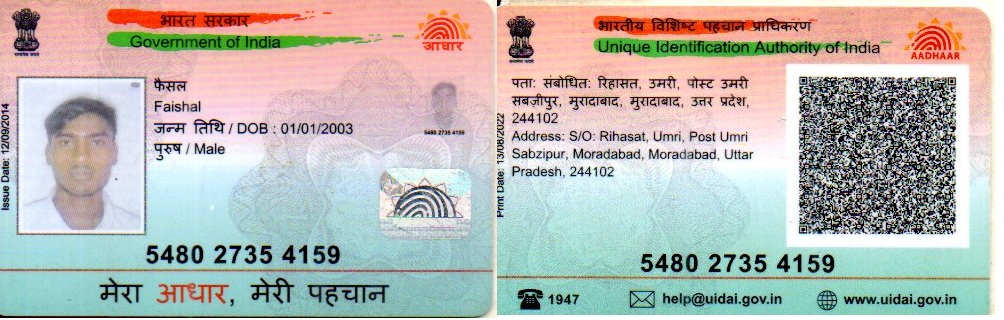 भारत सरकार
Government of India
आधार
Issue Date: 12/09/2014
फैसल
Faishal
जन्म तिथि / DOB : 01/01/2003
पुरुष / Male
5480 2735 4159
5480 2735 4159
मेरा आधार, मेरी पहचान
भारतीय विशिष्ट पहचान प्राधिकरण
Unique Identification Authority of India
AADHAAR
Print Date: 13/08/2022
पता: संबोधित: रिहासत, उमरी, पोस्ट उमरी
सबज़ीपुर, मुरादाबाद, मुरादाबाद, उत्तर प्रदेश,
244102
Address: S/O: Rihasat, Umri, Post Umri
Sabzipur, Moradabad, Moradabad, Uttar
Pradesh, 244102
5480 2735 4159
1947
help@uidai.gov.in
www.uidai.gov.in